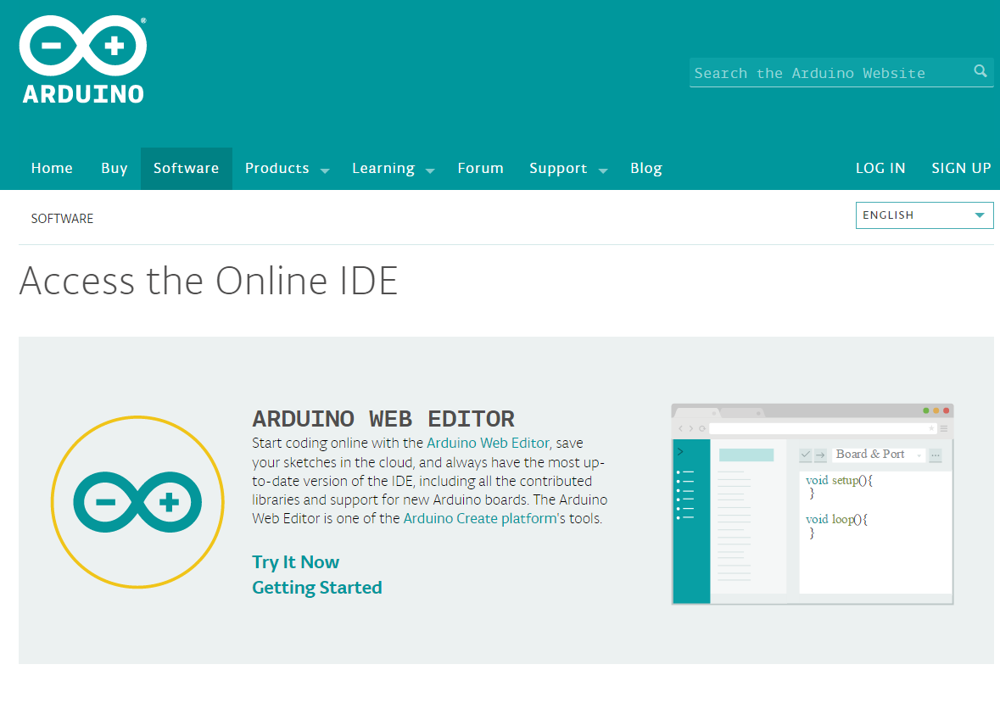 ARDUINO
Search the Arduino Website
Home Buy Software Products Learning Forum Support Blog LOG IN SIGN UP
SOFTWARE
ENGLISH
Access the Online IDE
ARDUINO WEB EDITOR
Start coding online with the Arduino Web Editor, save
your sketches in the cloud, and always have the most up-
to-date version of the IDE, including all the contributed
libraries and support for new Arduino boards. The Arduino
Web Editor is one of the Arduino Create platform's tools.
Try It Now
Getting Started
Board & Port
void setup(){
}
void loop(){
}